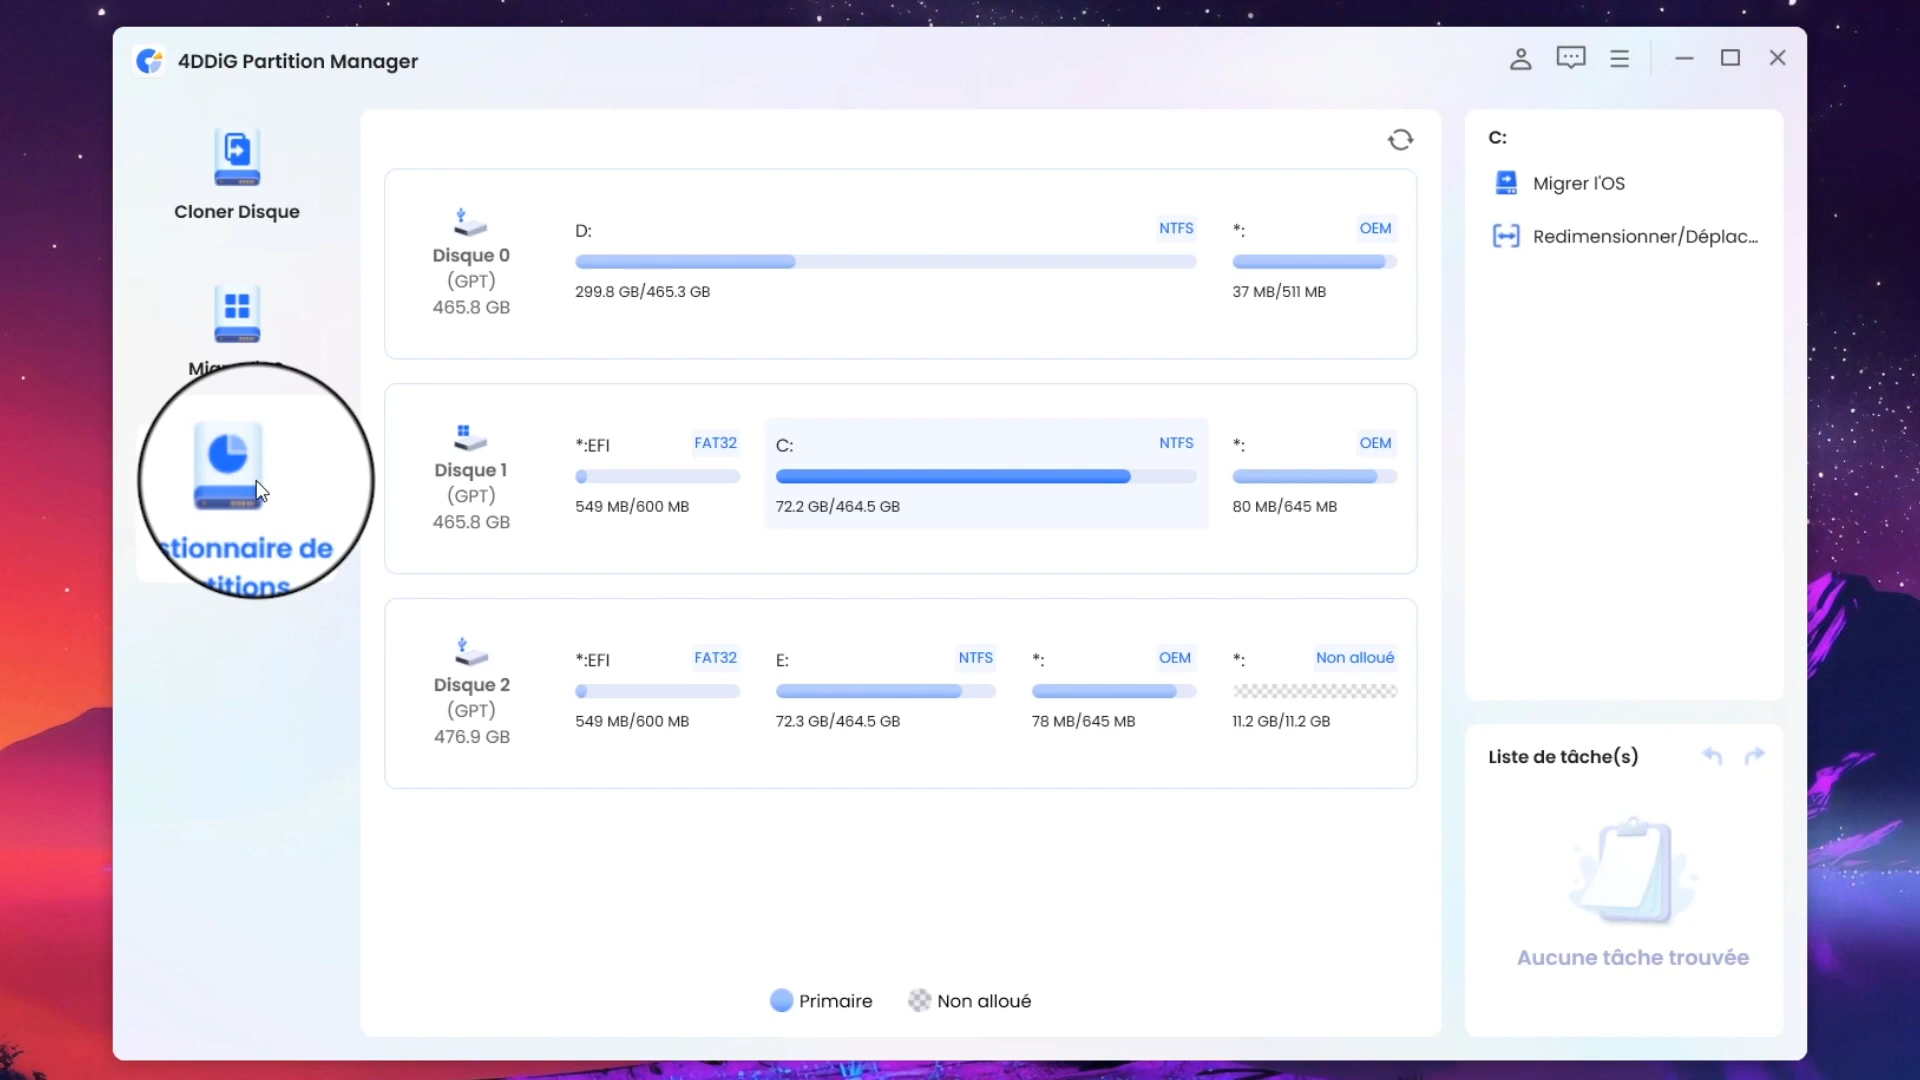 4DDiG Partition Manager
Cloner Disque
stionnaire de
titions
Disque 0
(GPT)
465.8 GB
D:
NTFS
299.8 GB/465.3 GB
*:
OEM
37 MB/511 MB
Disque 1
(GPT)
465.8 GB
*:EFI
FAT32
549 MB/600 MB
C:
NTFS
72.2 GB/464.5 GB
*:
OEM
80 MB/645 MB
Disque 2
(GPT)
476.9 GB
*:EFI
FAT32
549 MB/600 MB
E:
NTFS
72.3 GB/464.5 GB
*:
OEM
78 MB/645 MB
*:
Non alloué
11.2 GB/11.2 GB
Primaire
Non alloué
C:
Migrer l'OS
Redimensionner/Déplac...
Liste de tâche(s)
Aucune tâche trouvée